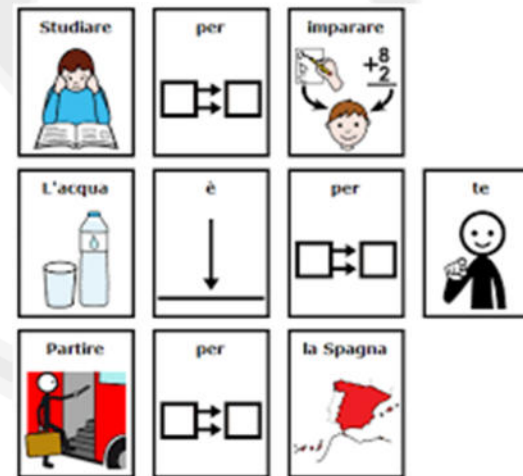 Studiare per imparare
L'acqua è per te
Partire per la Spagna